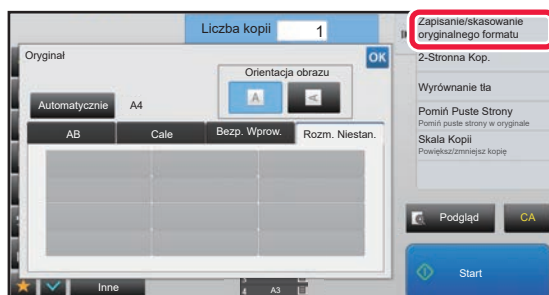 Liczba kopii 1
Zapisanie/skasowanie
oryginalnego formatu
Oryginał
OK
2-Stronna Kop.
Orientacja obrazu
Wyrównanie tła
Automatycznie A4
A A
Pomiń Puste Strony
Pomiń puste strony w oryginale
AB Cale Bezp. Wprow. Rozm. Niestan.
Skala Kopii
Powiększ/zmniejsz kopię
Podgląd CA
Start
Inne
4 A3